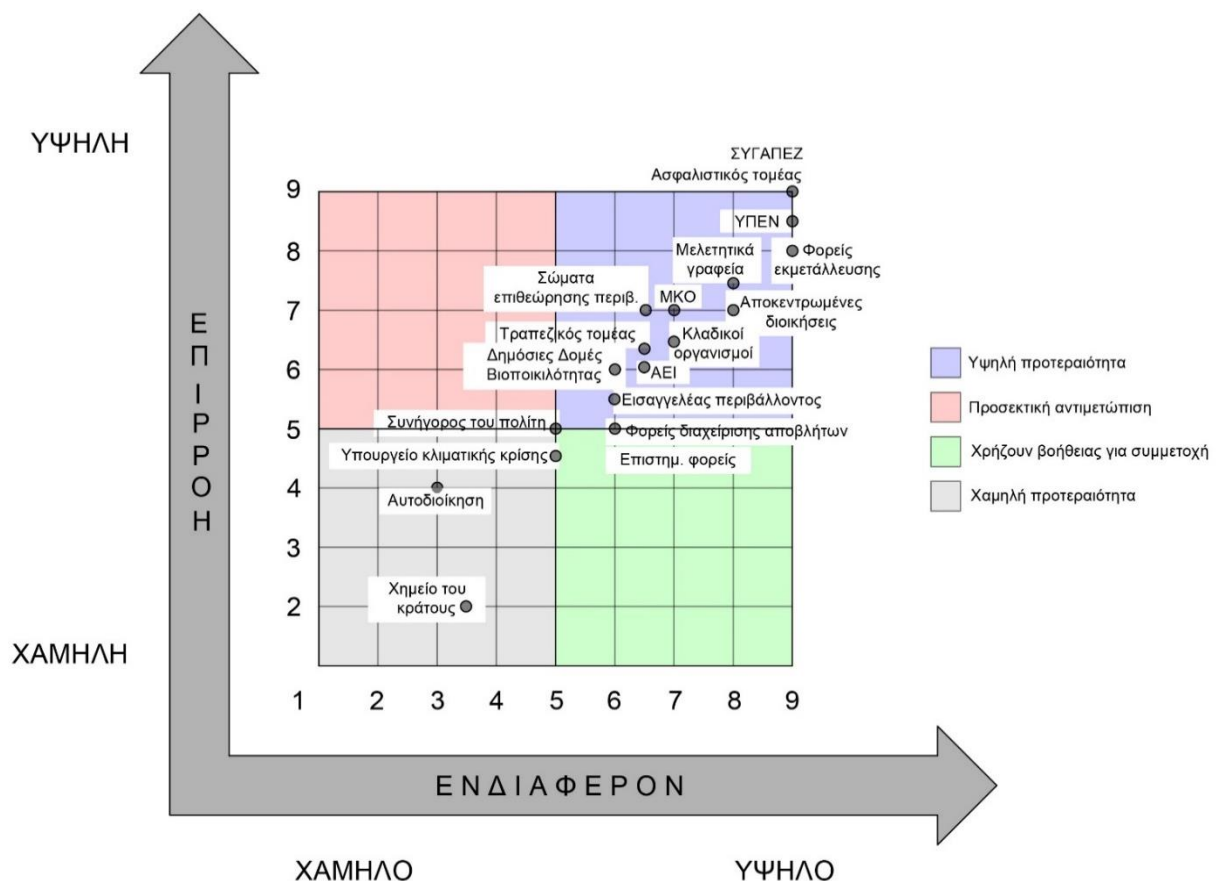 ΥΨΗΛΗ
ΕΠΙΡΡΟΗ
ΧΑΜΗΛΗ
ΣΥΓΑΠΕΖ
Ασφαλιστικός τομέας
ΥΠΕΝ
Φορείς
εκμετάλλευσης
Μελετητικά
γραφεία
Σώματα
επιθεώρησης περιβ.
ΜΚΟ
Αποκεντρωμένες
διοικήσεις
Τραπεζικός τομέας
Κλαδικοί
οργανισμοί
Δημόσιες Δομές
Βιοποικιλότητας
ΑΕΙ
Εισαγγελέας περιβάλλοντος
Συνήγορος του πολίτη
Φορείς διαχείρισης αποβλήτων
Υπουργείο κλιματικής κρίσης
Επιστημ. φορείς
Αυτοδιοίκηση
Χημείο του
κράτους
9
8
7
6
5
4
3
2
1 2 3 4 5 6 7 8 9
Υψηλή προτεραιότητα
Προσεκτική αντιμετώπιση
Χρήζουν βοήθειας για συμμετοχή
Χαμηλή προτεραιότητα
ΕΝΔΙΑΦΕΡΟΝ
ΧΑΜΗΛΟ
ΥΨΗΛΟ